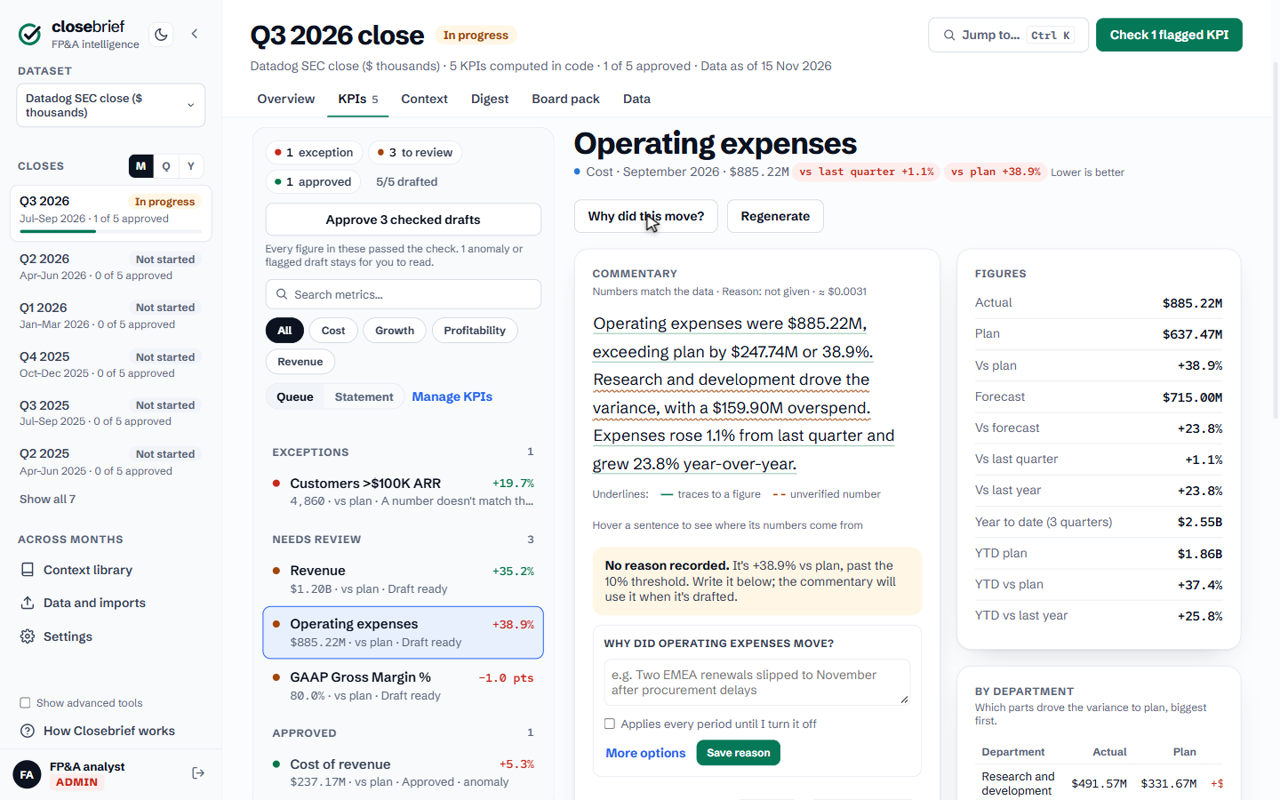 closebrief
FP&A intelligence
DATASET
Datadog SEC close ($
thousands)
CLOSES
M Q Y
Q3 2026 In progress
Jul-Sep 2026 · 1 of 5 approved
Q2 2026 Not started
Apr-Jun 2026 · 0 of 5 approved
Q1 2026 Not started
Jan-Mar 2026 · 0 of 5 approved
Q4 2025 Not started
Oct-Dec 2025 · 0 of 5 approved
Q3 2025 Not started
Jul-Sep 2025 · 0 of 5 approved
Q2 2025 Not started
Apr-Jun 2025 · 0 of 5 approved
Show all 7
ACROSS MONTHS
Context library
Data and imports
Settings
Show advanced tools
How Closebrief works
FA
FP&A analyst
ADMIN
Q3 2026 close In progress
Jump to... Ctrl K
Check 1 flagged KPI
Datadog SEC close ($ thousands) · 5 KPIs computed in code · 1 of 5 approved · Data as of 15 Nov 2026
Overview KPIs 5 Context Digest Board pack Data
1 exception 3 to review
1 approved 5/5 drafted
Approve 3 checked drafts
Every figure in these passed the check. 1 anomaly or
flagged draft stays for you to read.
Search metrics...
All Cost Growth Profitability
Revenue
Queue Statement Manage KPIs
EXCEPTIONS 1
Customers >$100K ARR +19.7%
4,860 · vs plan · A number doesn't match th...
NEEDS REVIEW 3
Revenue +35.2%
$1.20B · vs plan · Draft ready
Operating expenses +38.9%
$885.22M · vs plan · Draft ready
GAAP Gross Margin % −1.0 pts
80.0% · vs plan · Draft ready
APPROVED 1
Cost of revenue +5.3%
$237.17M · vs plan · Approved · anomaly
Operating expenses
Cost · September 2026 · $885.22M vs last quarter +1.1% vs plan +38.9% Lower is better
Why did this move? Regenerate
COMMENTARY
Numbers match the data · Reason: not given · ≈ $0.0031
Operating expenses were $885.22M,
exceeding plan by $247.74M or 38.9%.
Research and development drove the
variance, with a $159.90M overspend.
Expenses rose 1.1% from last quarter and
grew 23.8% year-over-year.
Underlines: traces to a figure unverified number
Hover a sentence to see where its numbers come from
No reason recorded. It's +38.9% vs plan, past the
10% threshold. Write it below; the commentary will
use it when it's drafted.
WHY DID OPERATING EXPENSES MOVE?
e.g. Two EMEA renewals slipped to November
after procurement delays
Applies every period until I turn it off
More options Save reason
FIGURES
Actual $885.22M
Plan $637.47M
Vs plan +38.9%
Forecast $715.00M
Vs forecast +23.8%
Vs last quarter +1.1%
Vs last year +23.8%
Year to date (3 quarters) $2.55B
YTD plan $1.86B
YTD vs plan +37.4%
YTD vs last year +25.8%
BY DEPARTMENT
Which parts drove the variance to plan, biggest
first.
Department Actual Plan
Research and
development $491.57M $331.67M +$